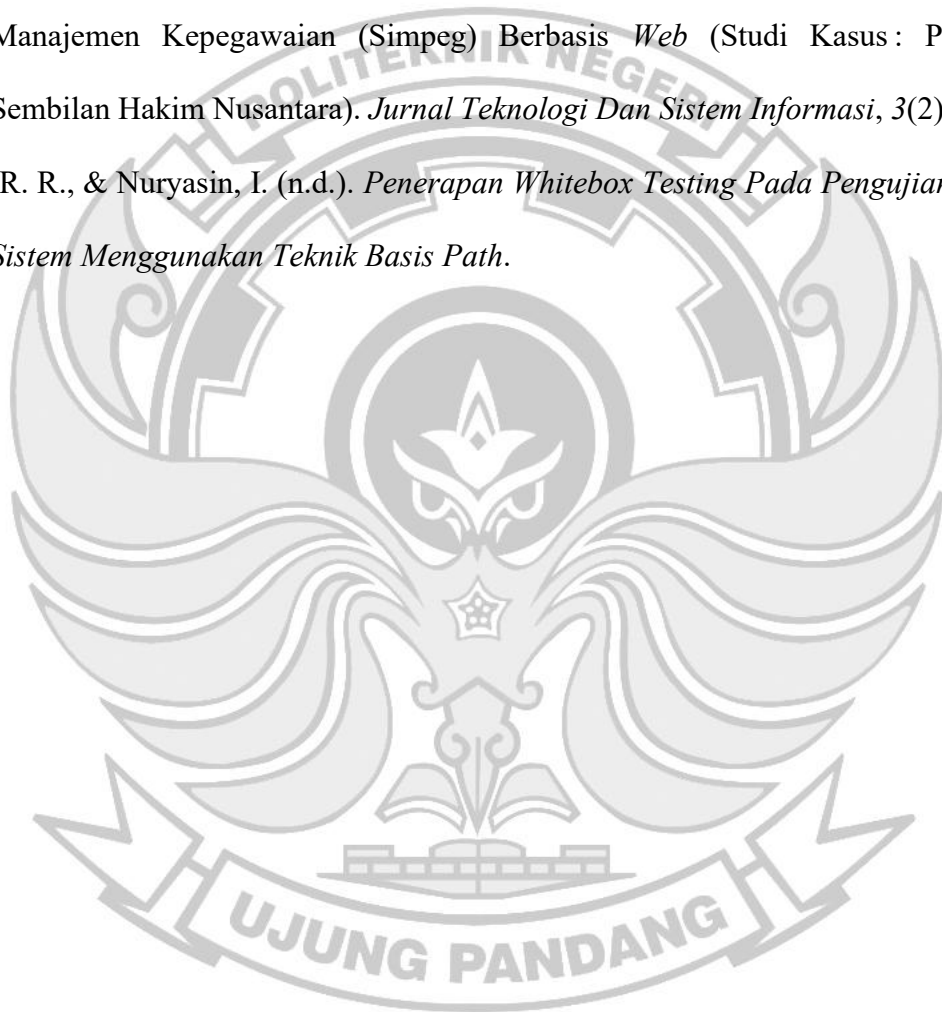 Manajemen Kepegawaian (Simpeg) Berbasis Web (Studi Kasus : P
Sembilan Hakim Nusantara). Jurnal Teknologi Dan Sistem Informasi, 3(2)
R. R., & Nuryasin, I. (n.d.). Penerapan Whitebox Testing Pada Pengujian
Sistem Menggunakan Teknik Basis Path.
POLITEKNIK NEGERI
UJUNG PANDANG